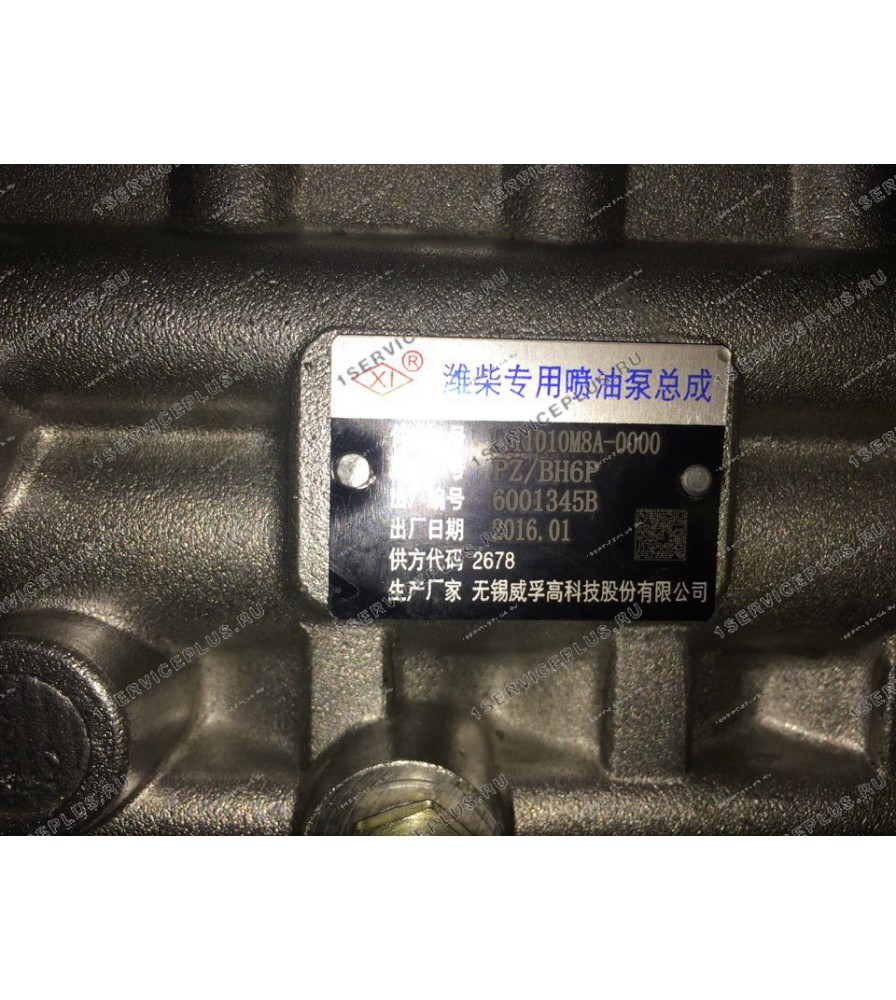 XI ®
潍柴专用喷油泵总成
1111010M8A-0000
PZ/BH6P
出厂编号 6001345B
出厂日期 2016.01
供方代码 2678
生产厂家 无锡威孚高科技股份有限公司
1SERVICEPLUS.RU